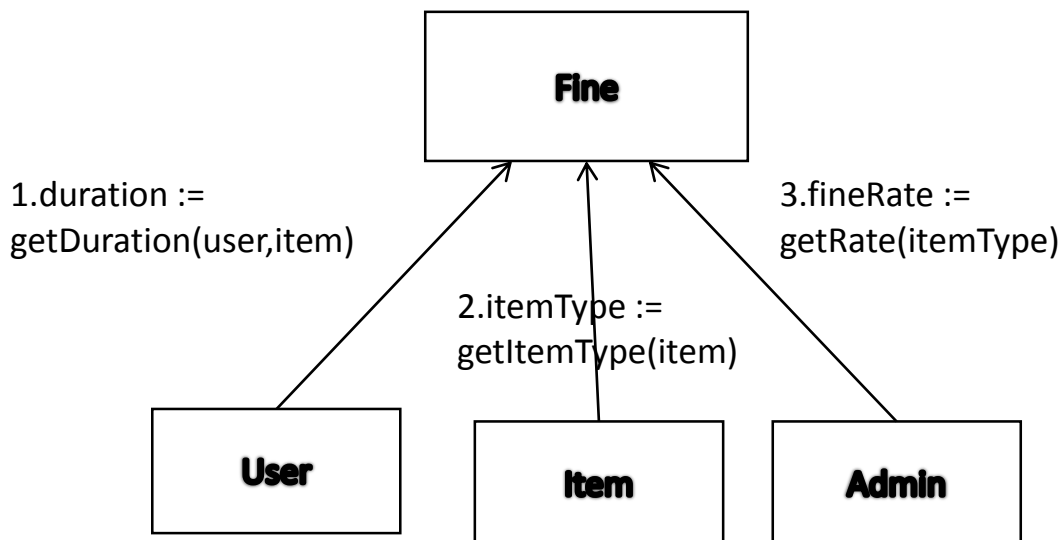 Fine
1.duration :=
getDuration(user,item)
3.fineRate :=
getRate(itemType)
2.itemType :=
getItemType(item)
User
Item
Admin